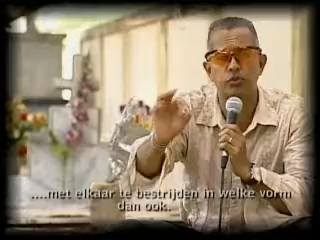 ....met elkaar te bestrijden in welke vorm
dan ook.